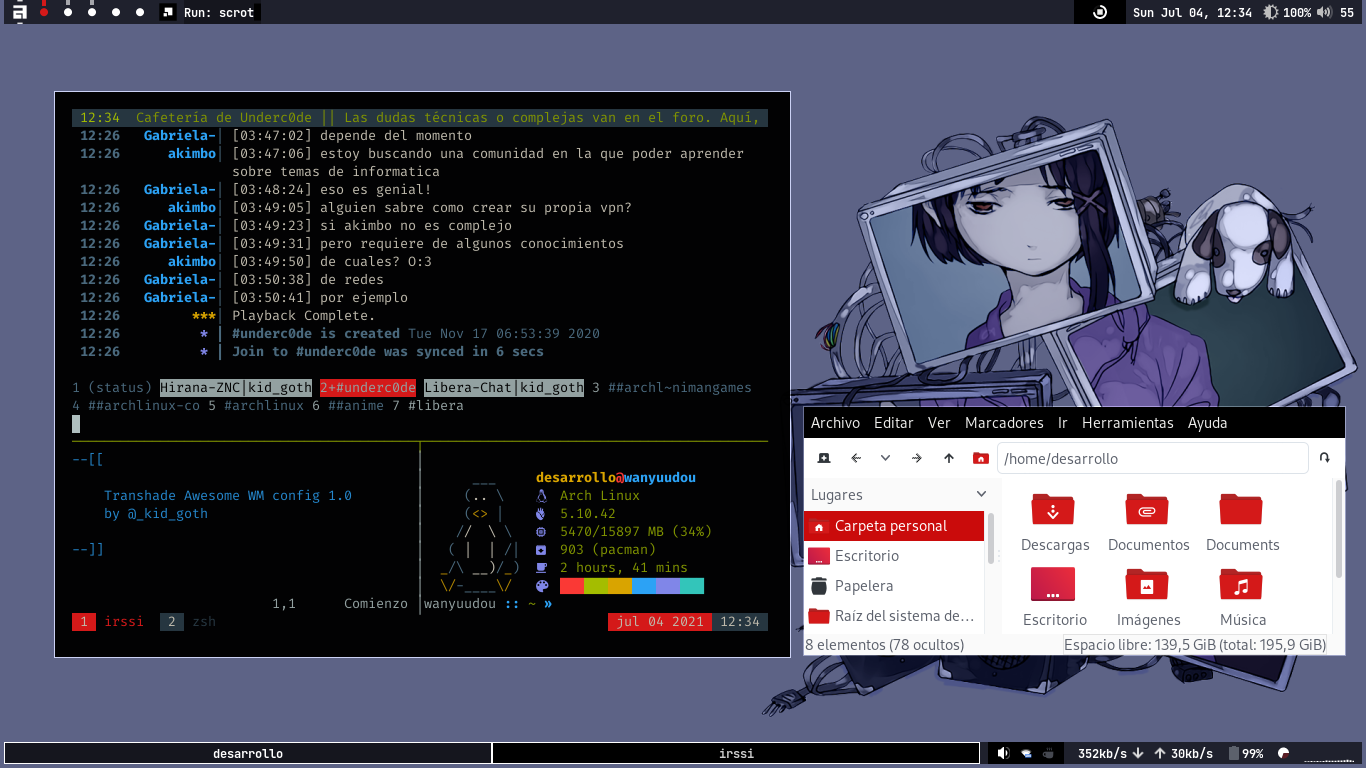 Run: scrot
Sun Jul 04, 12:34 100% 55
12:34 Cafetería de Underc0de || Las dudas técnicas o complejas van en el foro. Aquí,
12:26 Gabriela- [03:47:02] depende del momento
12:26 akimbo [03:47:06] estoy buscando una comunidad en la que poder aprender
sobre temas de informatica
12:26 Gabriela- [03:48:24] eso es genial!
12:26 akimbo [03:49:05] alguien sabre como crear su propia vpn?
12:26 Gabriela- [03:49:23] si akimbo no es complejo
12:26 Gabriela- [03:49:31] pero requiere de algunos conocimientos
12:26 akimbo [03:49:50] de cuales? O:3
12:26 Gabriela- [03:50:38] de redes
12:26 Gabriela- [03:50:41] por ejemplo
12:26 *** Playback Complete.
12:26 * | #underc0de is created Tue Nov 17 06:53:39 2020
12:26 * | Join to #underc0de was synced in 6 secs
1 (status) Hirana-ZNC|kid_goth 2+#underc0de Libera-Chat|kid_goth 3 ##archl~nimangames
4 ##archlinux-co 5 #archlinux 6 ##anime 7 #libera
--[[
Transhade Awesome WM config 1.0
by @_kid_goth
--]]
1,1 Comienzo
desarrollo@wanyuudou
Arch Linux
5.10.42
5470/15897 MB (34%)
903 (pacman)
2 hours, 41 mins
wanyuudou :: ~ »
1 irssi 2 zsh jul 04 2021 12:34
Archivo Editar Ver Marcadores Ir Herramientas Ayuda
/home/desarrollo
Lugares
Carpeta personal
Escritorio
Papelera
Raíz del sistema de...
Descargas Documentos Documents
Escritorio Imágenes Música
8 elementos (78 ocultos) Espacio libre: 139,5 GiB (total: 195,9 GiB)
desarrollo irssi 352kb/s 30kb/s 99%